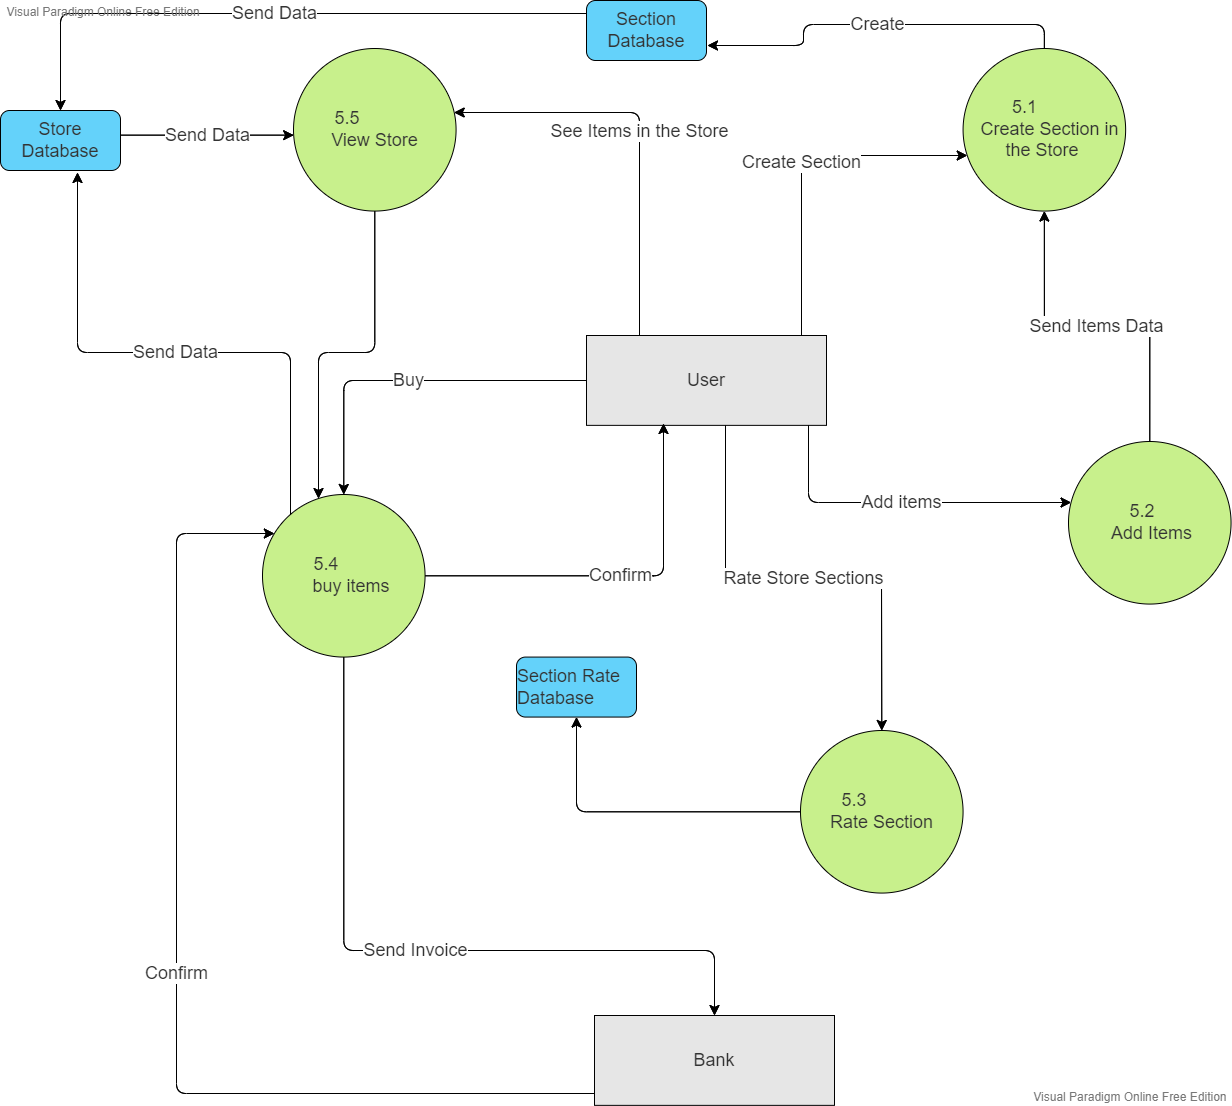 Visual Paradigm Online Free Edition
Send Data
Section
Database
Create
5.5
View Store
5.1
Create Section in
the Store
Store
Database
Send Data
See Items in the Store
Create Section
Send Items Data
Send Data
Buy
User
Add items
5.2
Add Items
5.4
buy items
Confirm
Rate Store Sections
Section Rate
Database
5.3
Rate Section
Send Invoice
Confirm
Bank
Visual Paradigm Online Free Edition